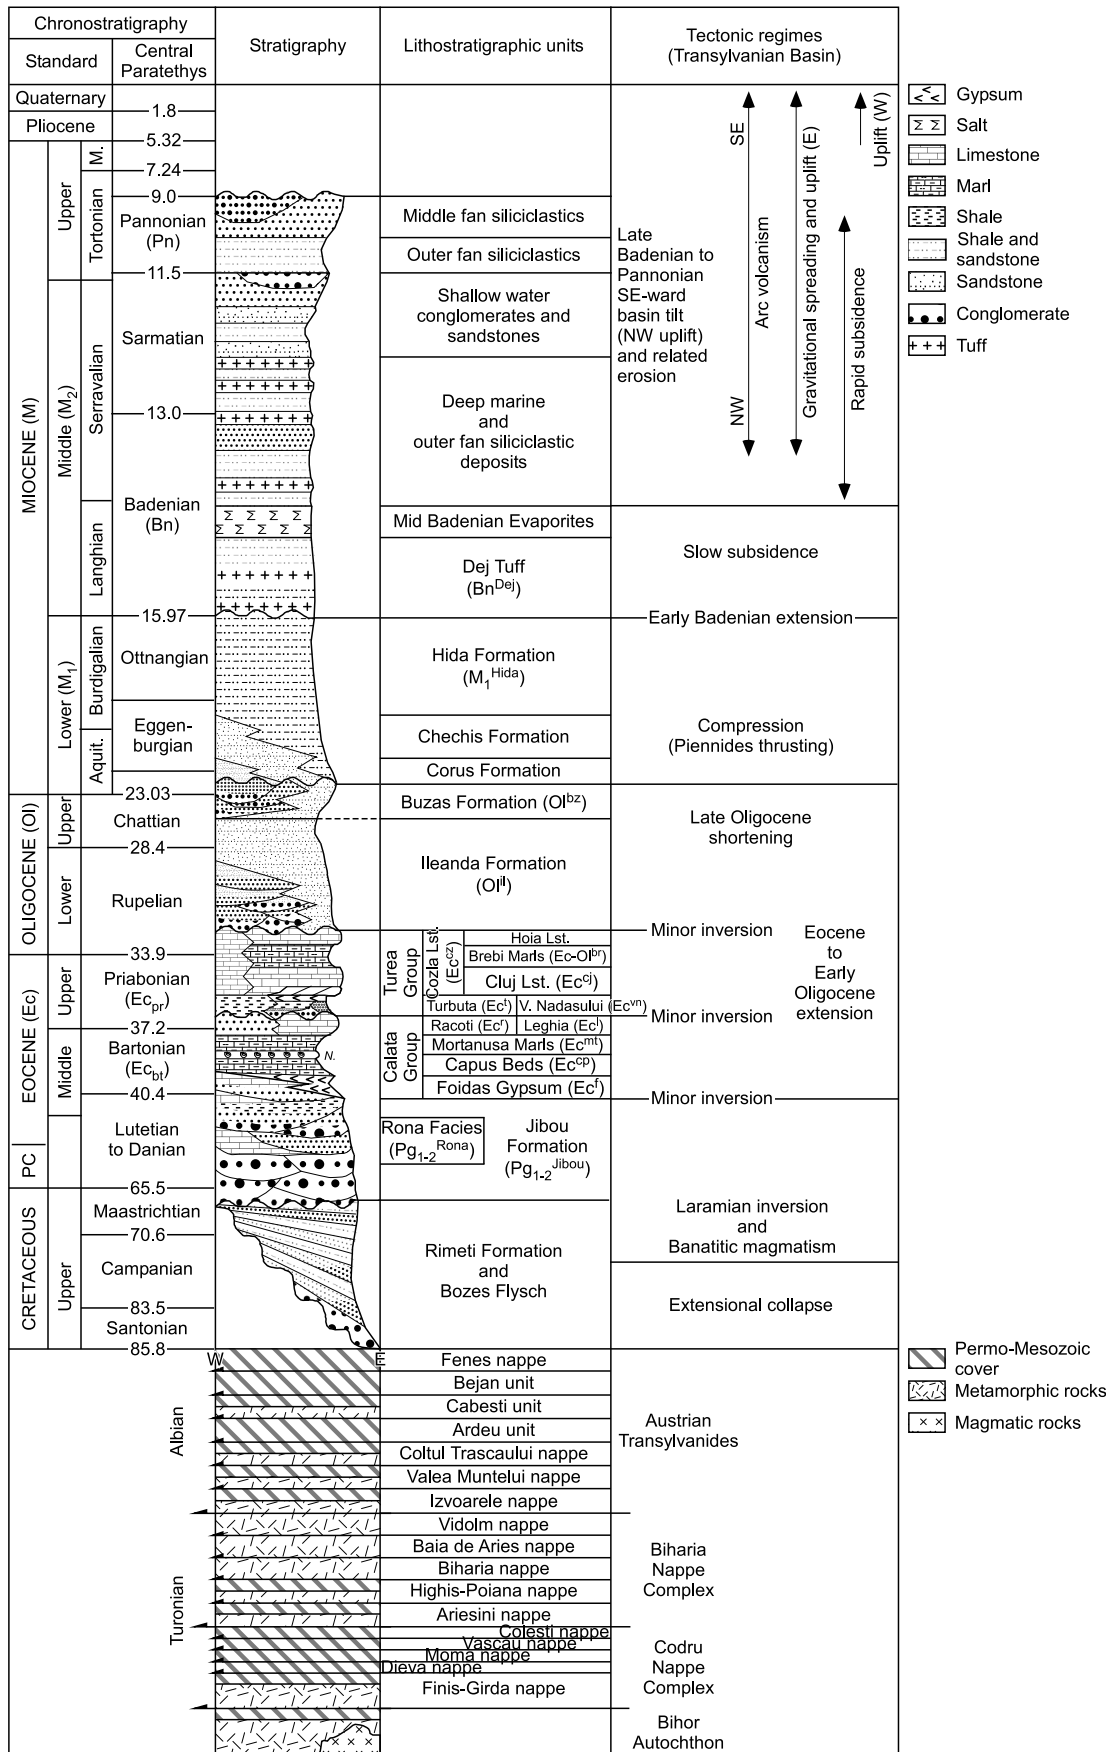 Chronostratigraphy
Standard
Central
Paratethys
Stratigraphy
Lithostratigraphic units
Tectonic regimes
(Transylvanian Basin)
Quaternary
Pliocene
MIOCENE (M)
Upper
Middle (M2)
Lower (M1)
M.
Tortonian
Serravalian
Langhian
Burdigalian
Aquit.
1.8
5.32
7.24
9.0
Pannonian
(Pn)
11.5
Sarmatian
13.0
Badenian
(Bn)
15.97
Ottnangian
Eggen-
burgian
23.03
OLIGOCENE (Ol)
Upper
Lower
Chattian
28.4
Rupelian
33.9
EOCENE (Ec)
Upper
Middle
Priabonian
(Ecpr)
37.2
Bartonian
(Ecbt)
40.4
PC
Lutetian
to Danian
65.5
CRETACEOUS
Upper
Maastrichtian
70.6
Campanian
83.5
Santonian
85.8
N.
W
E
Middle fan siliciclastics
Outer fan siliciclastics
Shallow water
conglomerates and
sandstones
Deep marine
and
outer fan siliciclastic
deposits
Mid Badenian Evaporites
Dej Tuff
(BnDej)
Hida Formation
(M1Hida)
Chechis Formation
Corus Formation
Buzas Formation (Olbz)
Ileanda Formation
(Olil)
Turea
Group
Cozla Lst.
(Eccz)
Hoia Lst.
Brebi Marls (Ec-Olbr)
Cluj Lst. (Eccj)
Turbuta (Ect)
V. Nadasului (Ecvn)
Calata
Group
Racoti (Ecr)
Leghia (Ecl)
Mortanusa Marls (Ecmt)
Capus Beds (Eccp)
Foidas Gypsum (Ecf)
Rona Facies
(Pg1-2Rona)
Jibou
Formation
(Pg1-2Jibou)
Rimeti Formation
and
Bozes Flysch
Late
Badenian to
Pannonian
SE-ward
basin tilt
(NW uplift)
and related
erosion
SE
NW
Arc volcanism
Gravitational spreading and uplift (E)
Uplift (W)
Rapid subsidence
Slow subsidence
Early Badenian extension
Compression
(Piennides thrusting)
Late Oligocene
shortening
Minor inversion
Eocene
to
Early
Oligocene
extension
Minor inversion
Minor inversion
Laramian inversion
and
Banatitic magmatism
Extensional collapse
Albian
Turonian
Fenes nappe
Bejan unit
Cabesti unit
Ardeu unit
Coltul Trascaului nappe
Valea Muntelui nappe
Izvoarele nappe
Vidolm nappe
Baia de Aries nappe
Biharia nappe
Highis-Poiana nappe
Ariesini nappe
Colesti nappe
Vascau nappe
Moma nappe
Dieva nappe
Finis-Girda nappe
Austrian
Transylvanides
Biharia
Nappe
Complex
Codru
Nappe
Complex
Bihor
Autochthon
Gypsum
Salt
Limestone
Marl
Shale
Shale and
sandstone
Sandstone
Conglomerate
Tuff
Permo-Mesozoic
cover
Metamorphic rocks
Magmatic rocks